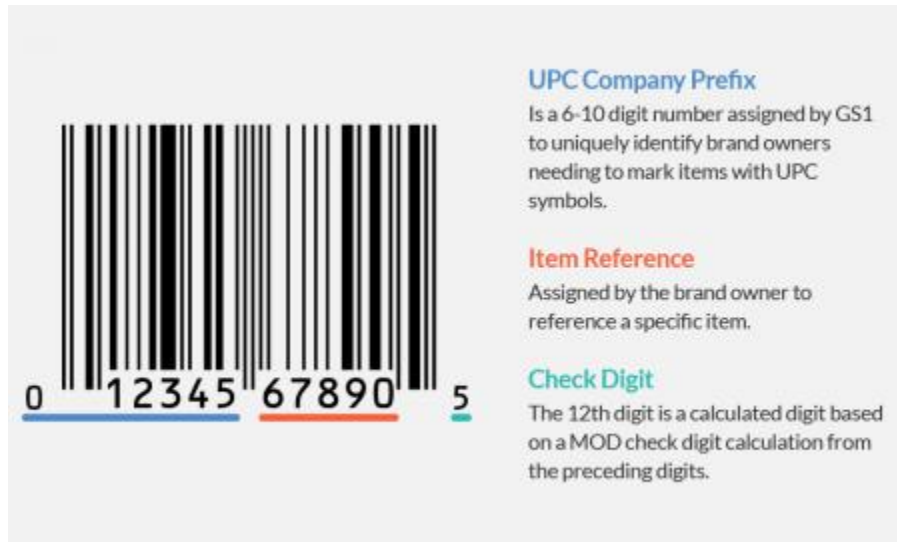 UPC Company Prefix
Is a 6-10 digit number assigned by GS1
to uniquely identify brand owners
needing to mark items with UPC
symbols.
Item Reference
Assigned by the brand owner to
reference a specific item.
Check Digit
The 12th digit is a calculated digit based
on a MOD check digit calculation from
the preceding digits.
0 12345 67890 5